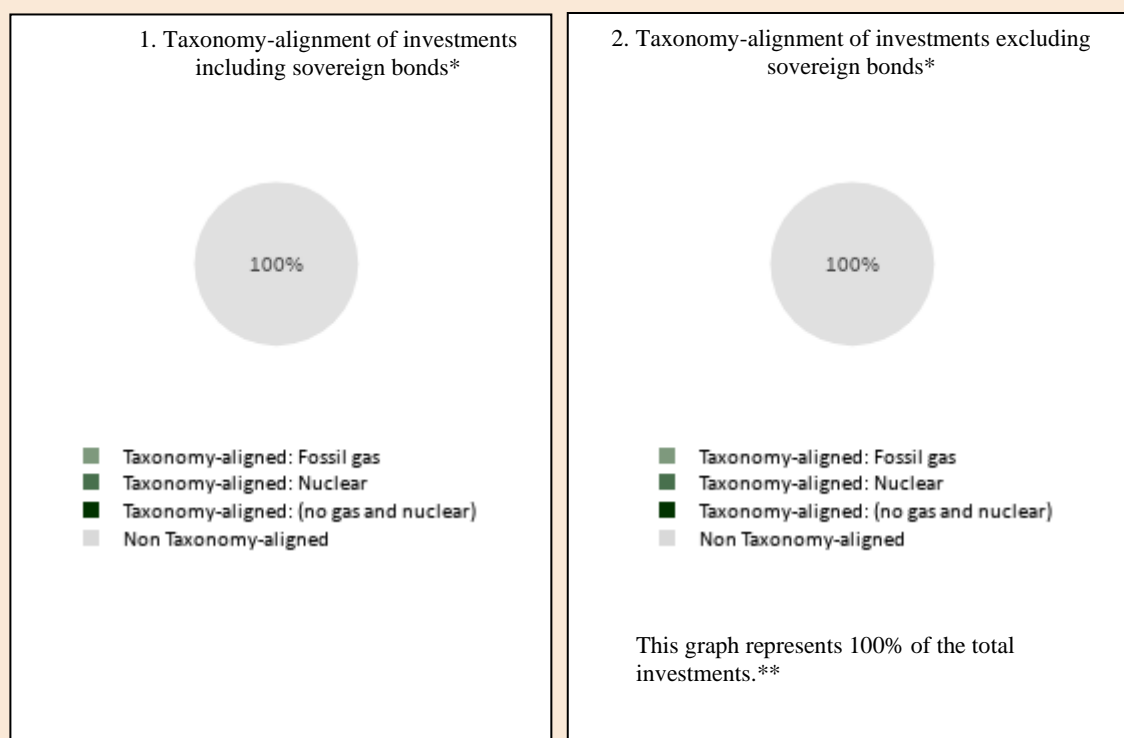 1. Taxonomy-alignment of investments
including sovereign bonds*
100%
Taxonomy-aligned: Fossil gas
Taxonomy-aligned: Nuclear
Taxonomy-aligned: (no gas and nuclear)
Non Taxonomy-aligned
2. Taxonomy-alignment of investments excluding
sovereign bonds*
100%
Taxonomy-aligned: Fossil gas
Taxonomy-aligned: Nuclear
Taxonomy-aligned: (no gas and nuclear)
Non Taxonomy-aligned
This graph represents 100% of the total
investments.**